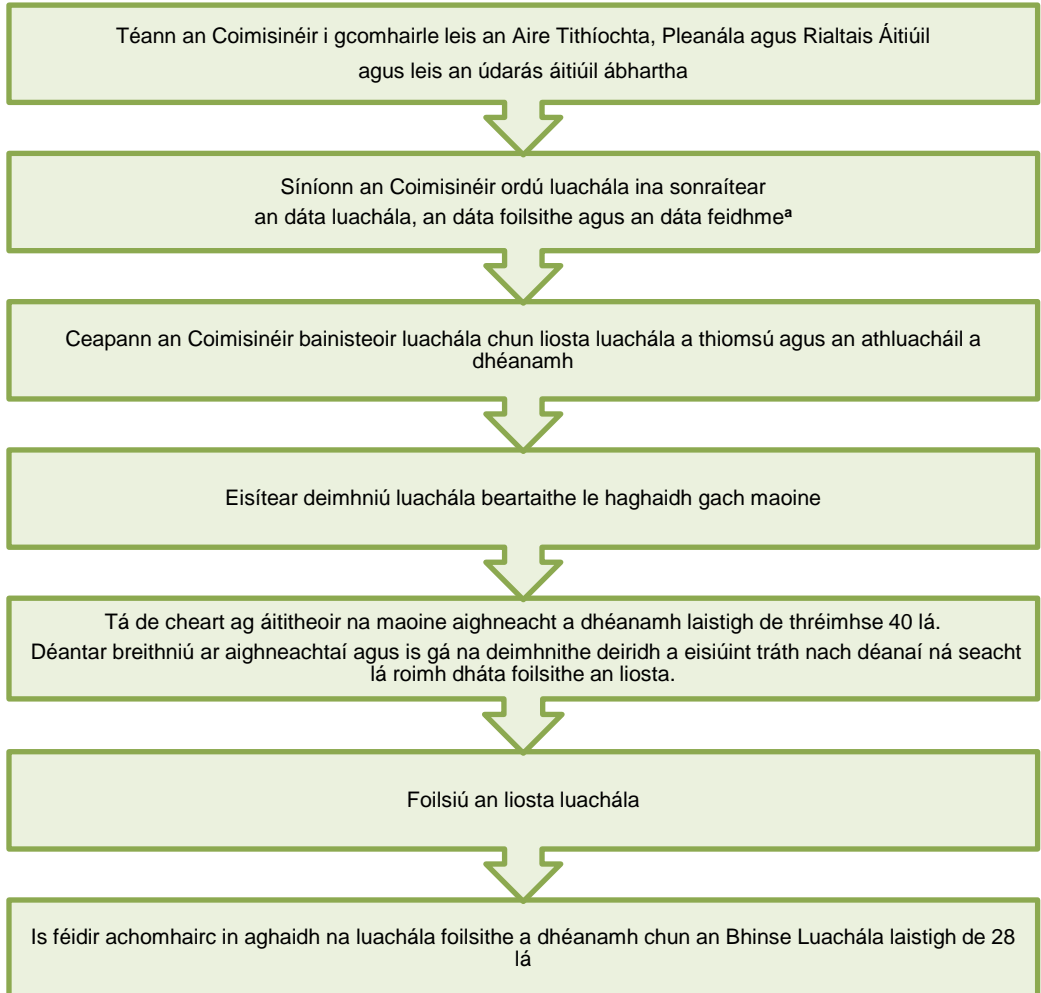 Téann an Coimisinéir i gcomhairle leis an Aire Tithíochta, Pleanála agus Rialtais Áitiúil
agus leis an údarás áitiúil ábhartha
Síníonn an Coimisinéir ordú luachála ina sonraítear
an dáta luachála, an dáta foilsithe agus an dáta feidhmeᵃ
Ceapann an Coimisinéir bainisteoir luachála chun liosta luachála a thiomsú agus an athluacháil a
dhéanamh
Eisítear deimhniú luachála beartaithe le haghaidh gach maoine
Tá de cheart ag áititheoir na maoine aighneacht a dhéanamh laistigh de thréimhse 40 lá.
Déantar breithniú ar aighneachtaí agus is gá na deimhnithe deiridh a eisiúint tráth nach déanaí ná seacht
lá roimh dháta foilsithe an liosta.
Foilsiú an liosta luachála
Is féidir achomhairc in aghaidh na luachála foilsithe a dhéanamh chun an Bhinse Luachála laistigh de 28
lá